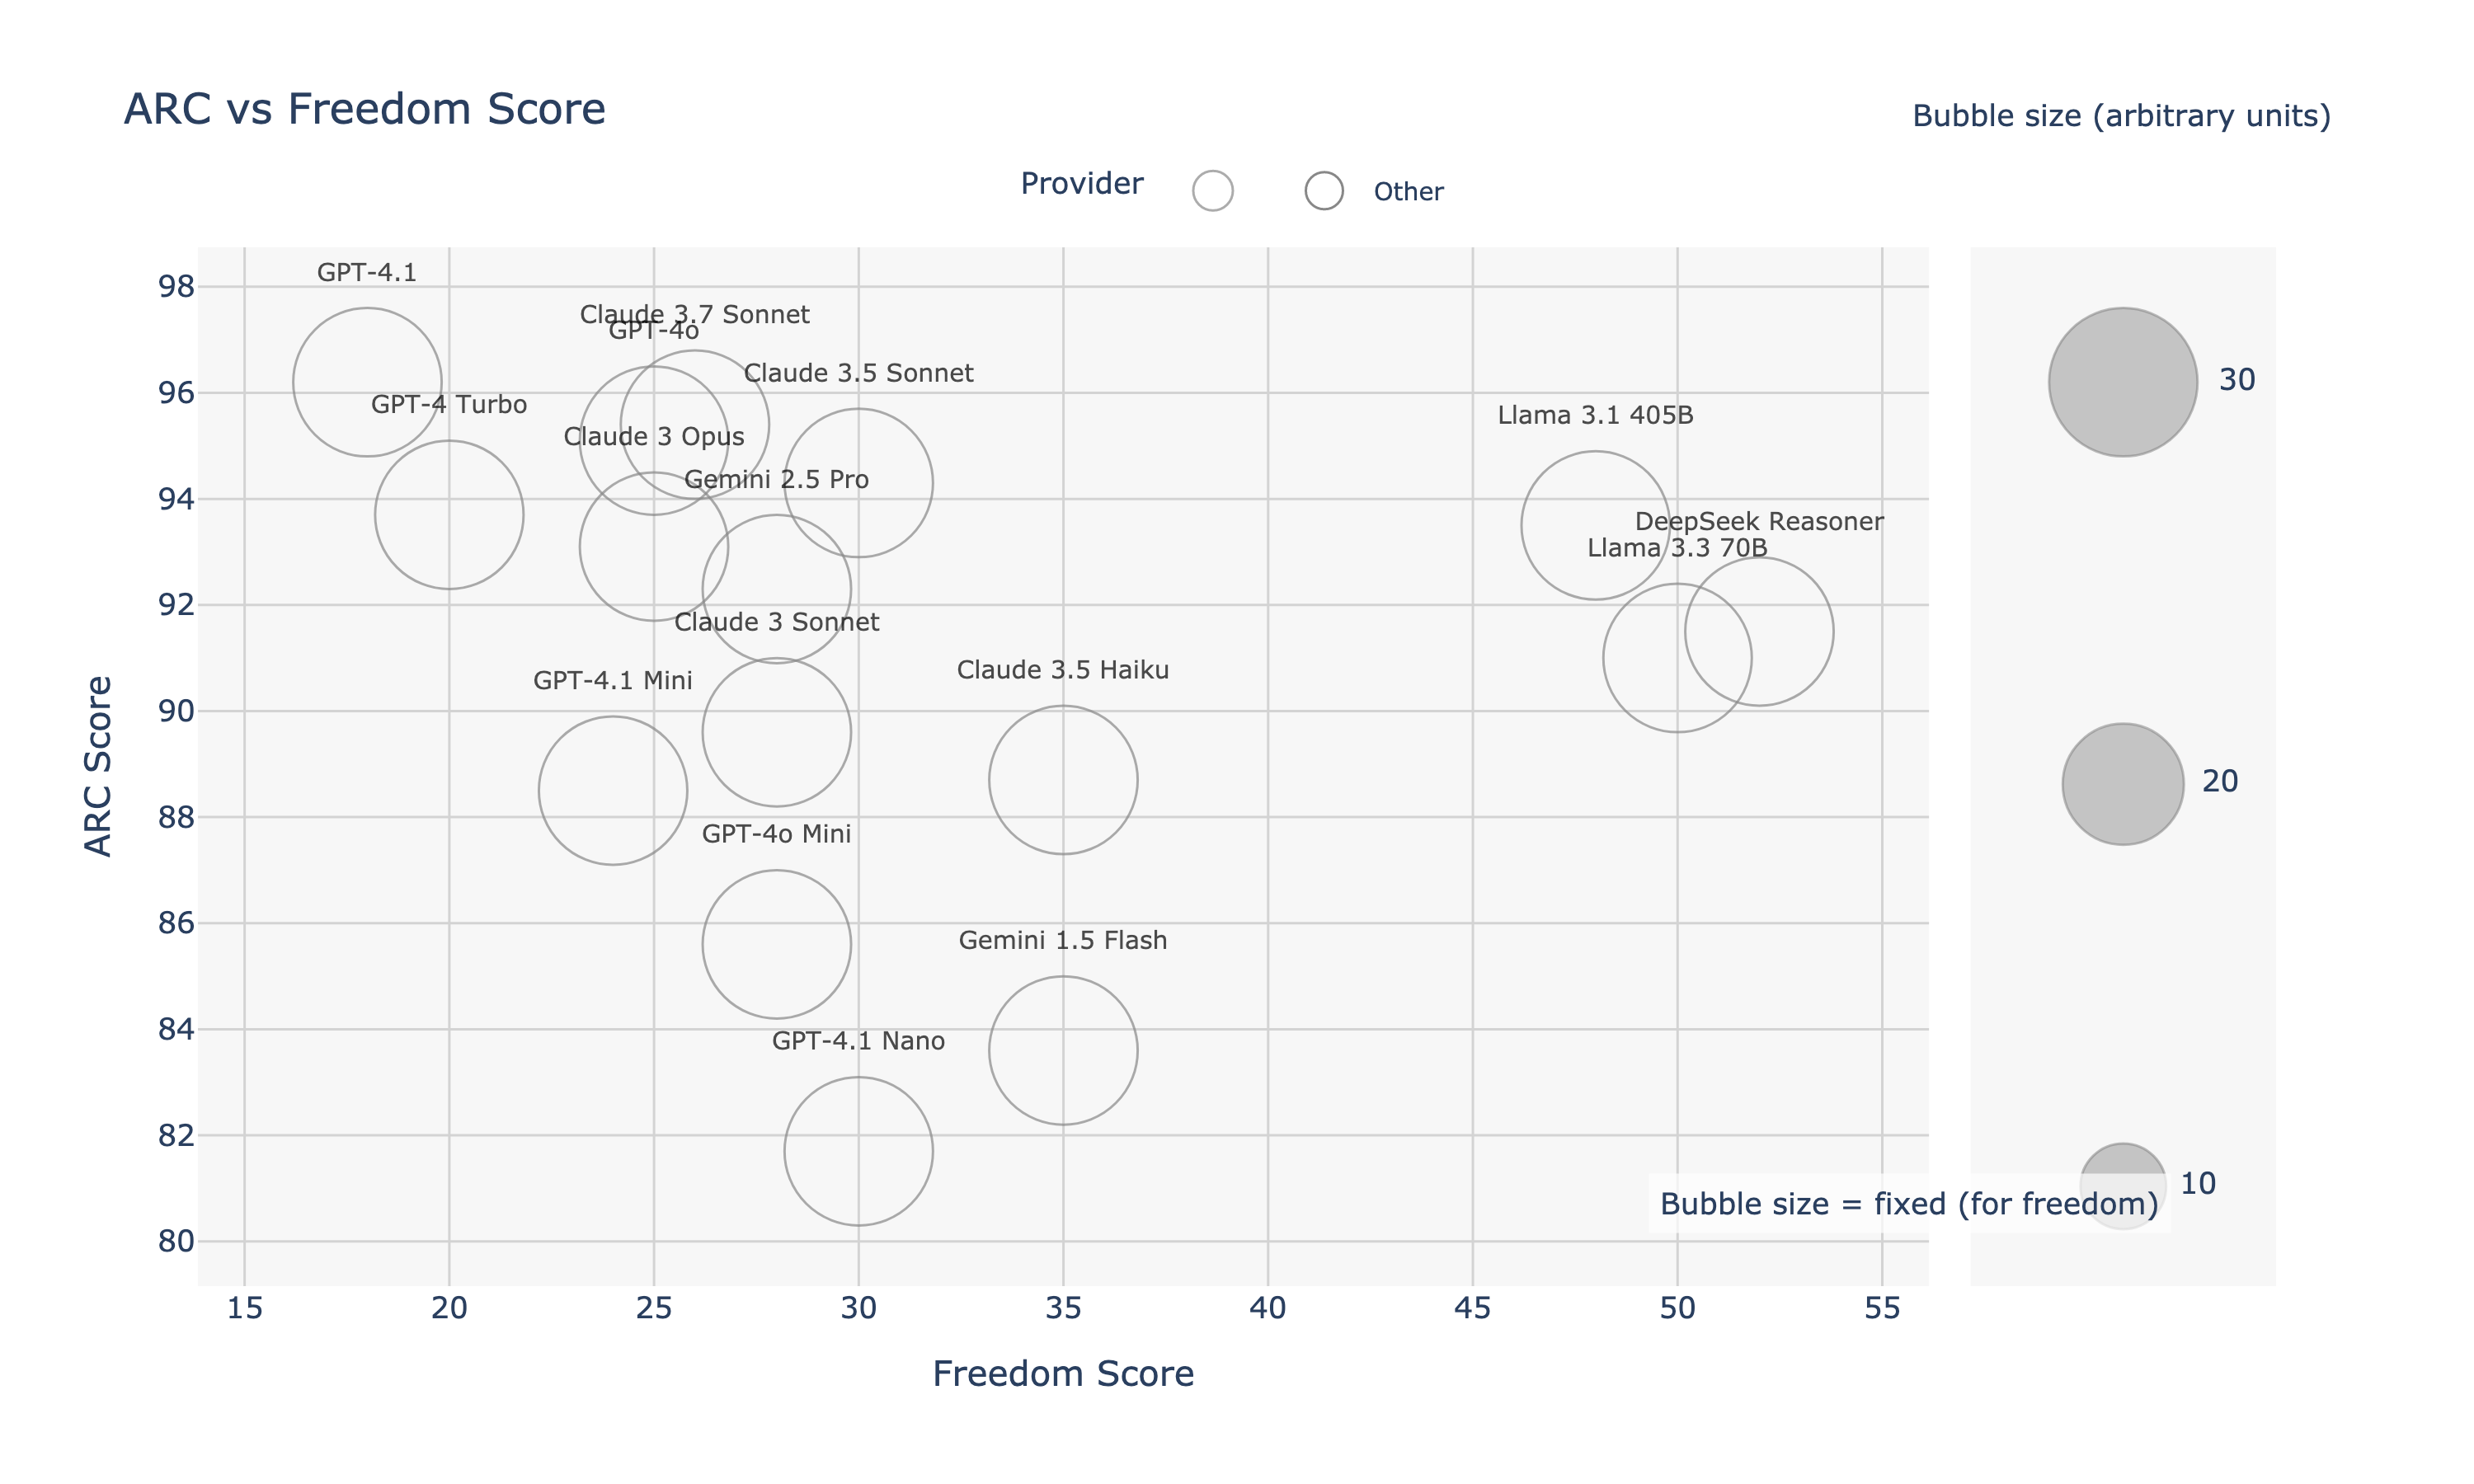 ARC vs Freedom Score
Bubble size (arbitrary units)
Provider
Other
GPT-4.1
Claude 3.7 Sonnet
GPT-4o
Claude 3.5 Sonnet
GPT-4 Turbo
Claude 3 Opus
Gemini 2.5 Pro
Llama 3.1 405B
DeepSeek Reasoner
Llama 3.3 70B
Claude 3 Sonnet
GPT-4.1 Mini
Claude 3.5 Haiku
GPT-4o Mini
Gemini 1.5 Flash
GPT-4.1 Nano
98
96
94
92
90
88
86
84
82
80
ARC Score
30
20
10
Bubble size = fixed (for freedom)
15 20 25 30 35 40 45 50 55
Freedom Score